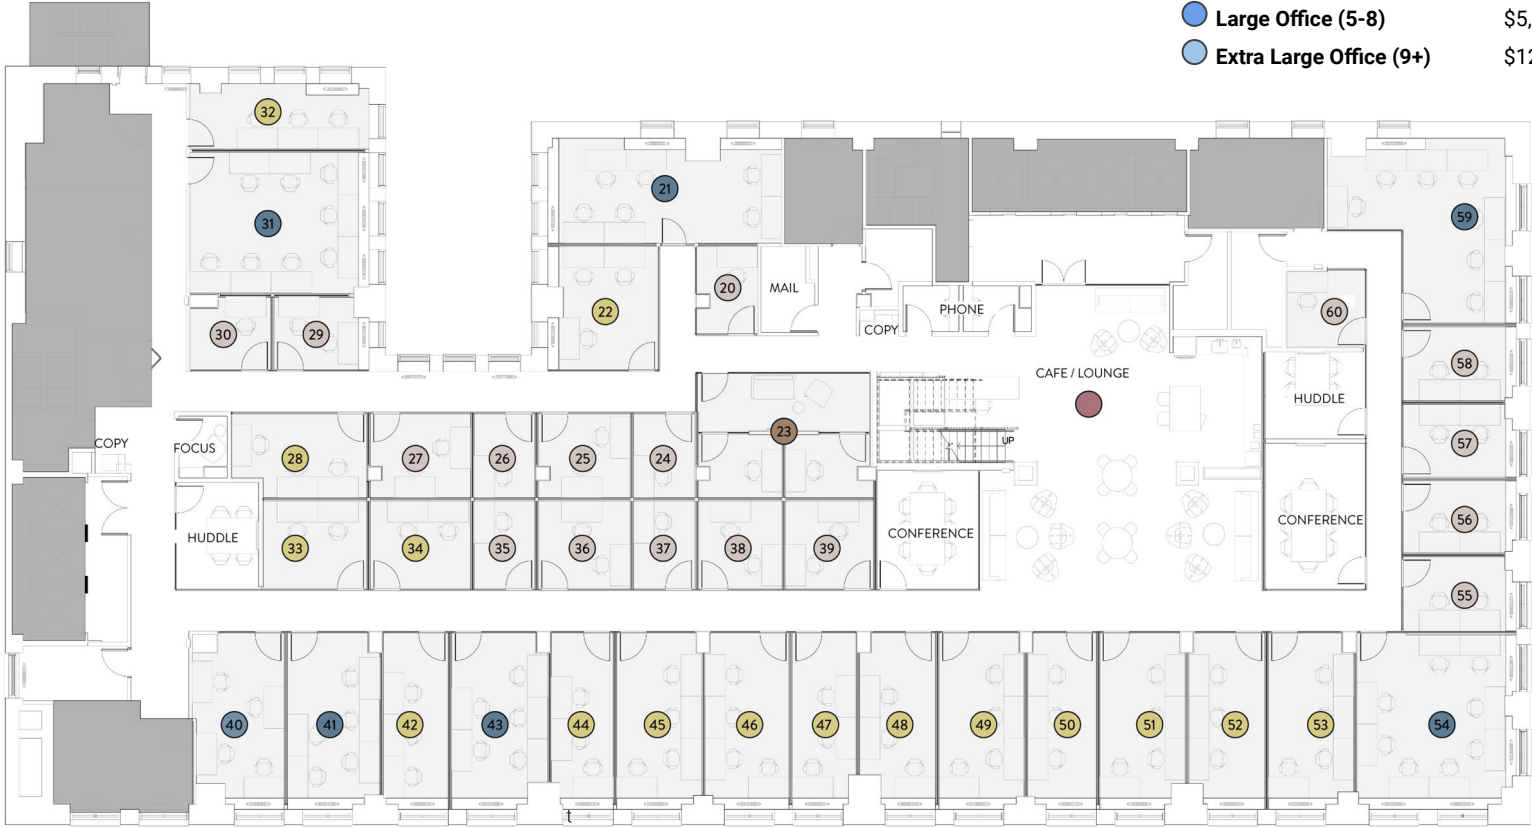 Large Office (5-8) $5,
Extra Large Office (9+) $12
32
31
30
29
21
22
20
MAIL
COPY
PHONE
59
60
58
57
56
55
CAFE / LOUNGE
HUDDLE
CONFERENCE
UP
23
COPY
FOCUS
28
27
26
25
24
HUDDLE
33
34
35
36
37
38
39
CONFERENCE
40
41
42
43
44
45
46
47
48
49
50
51
52
53
54
t